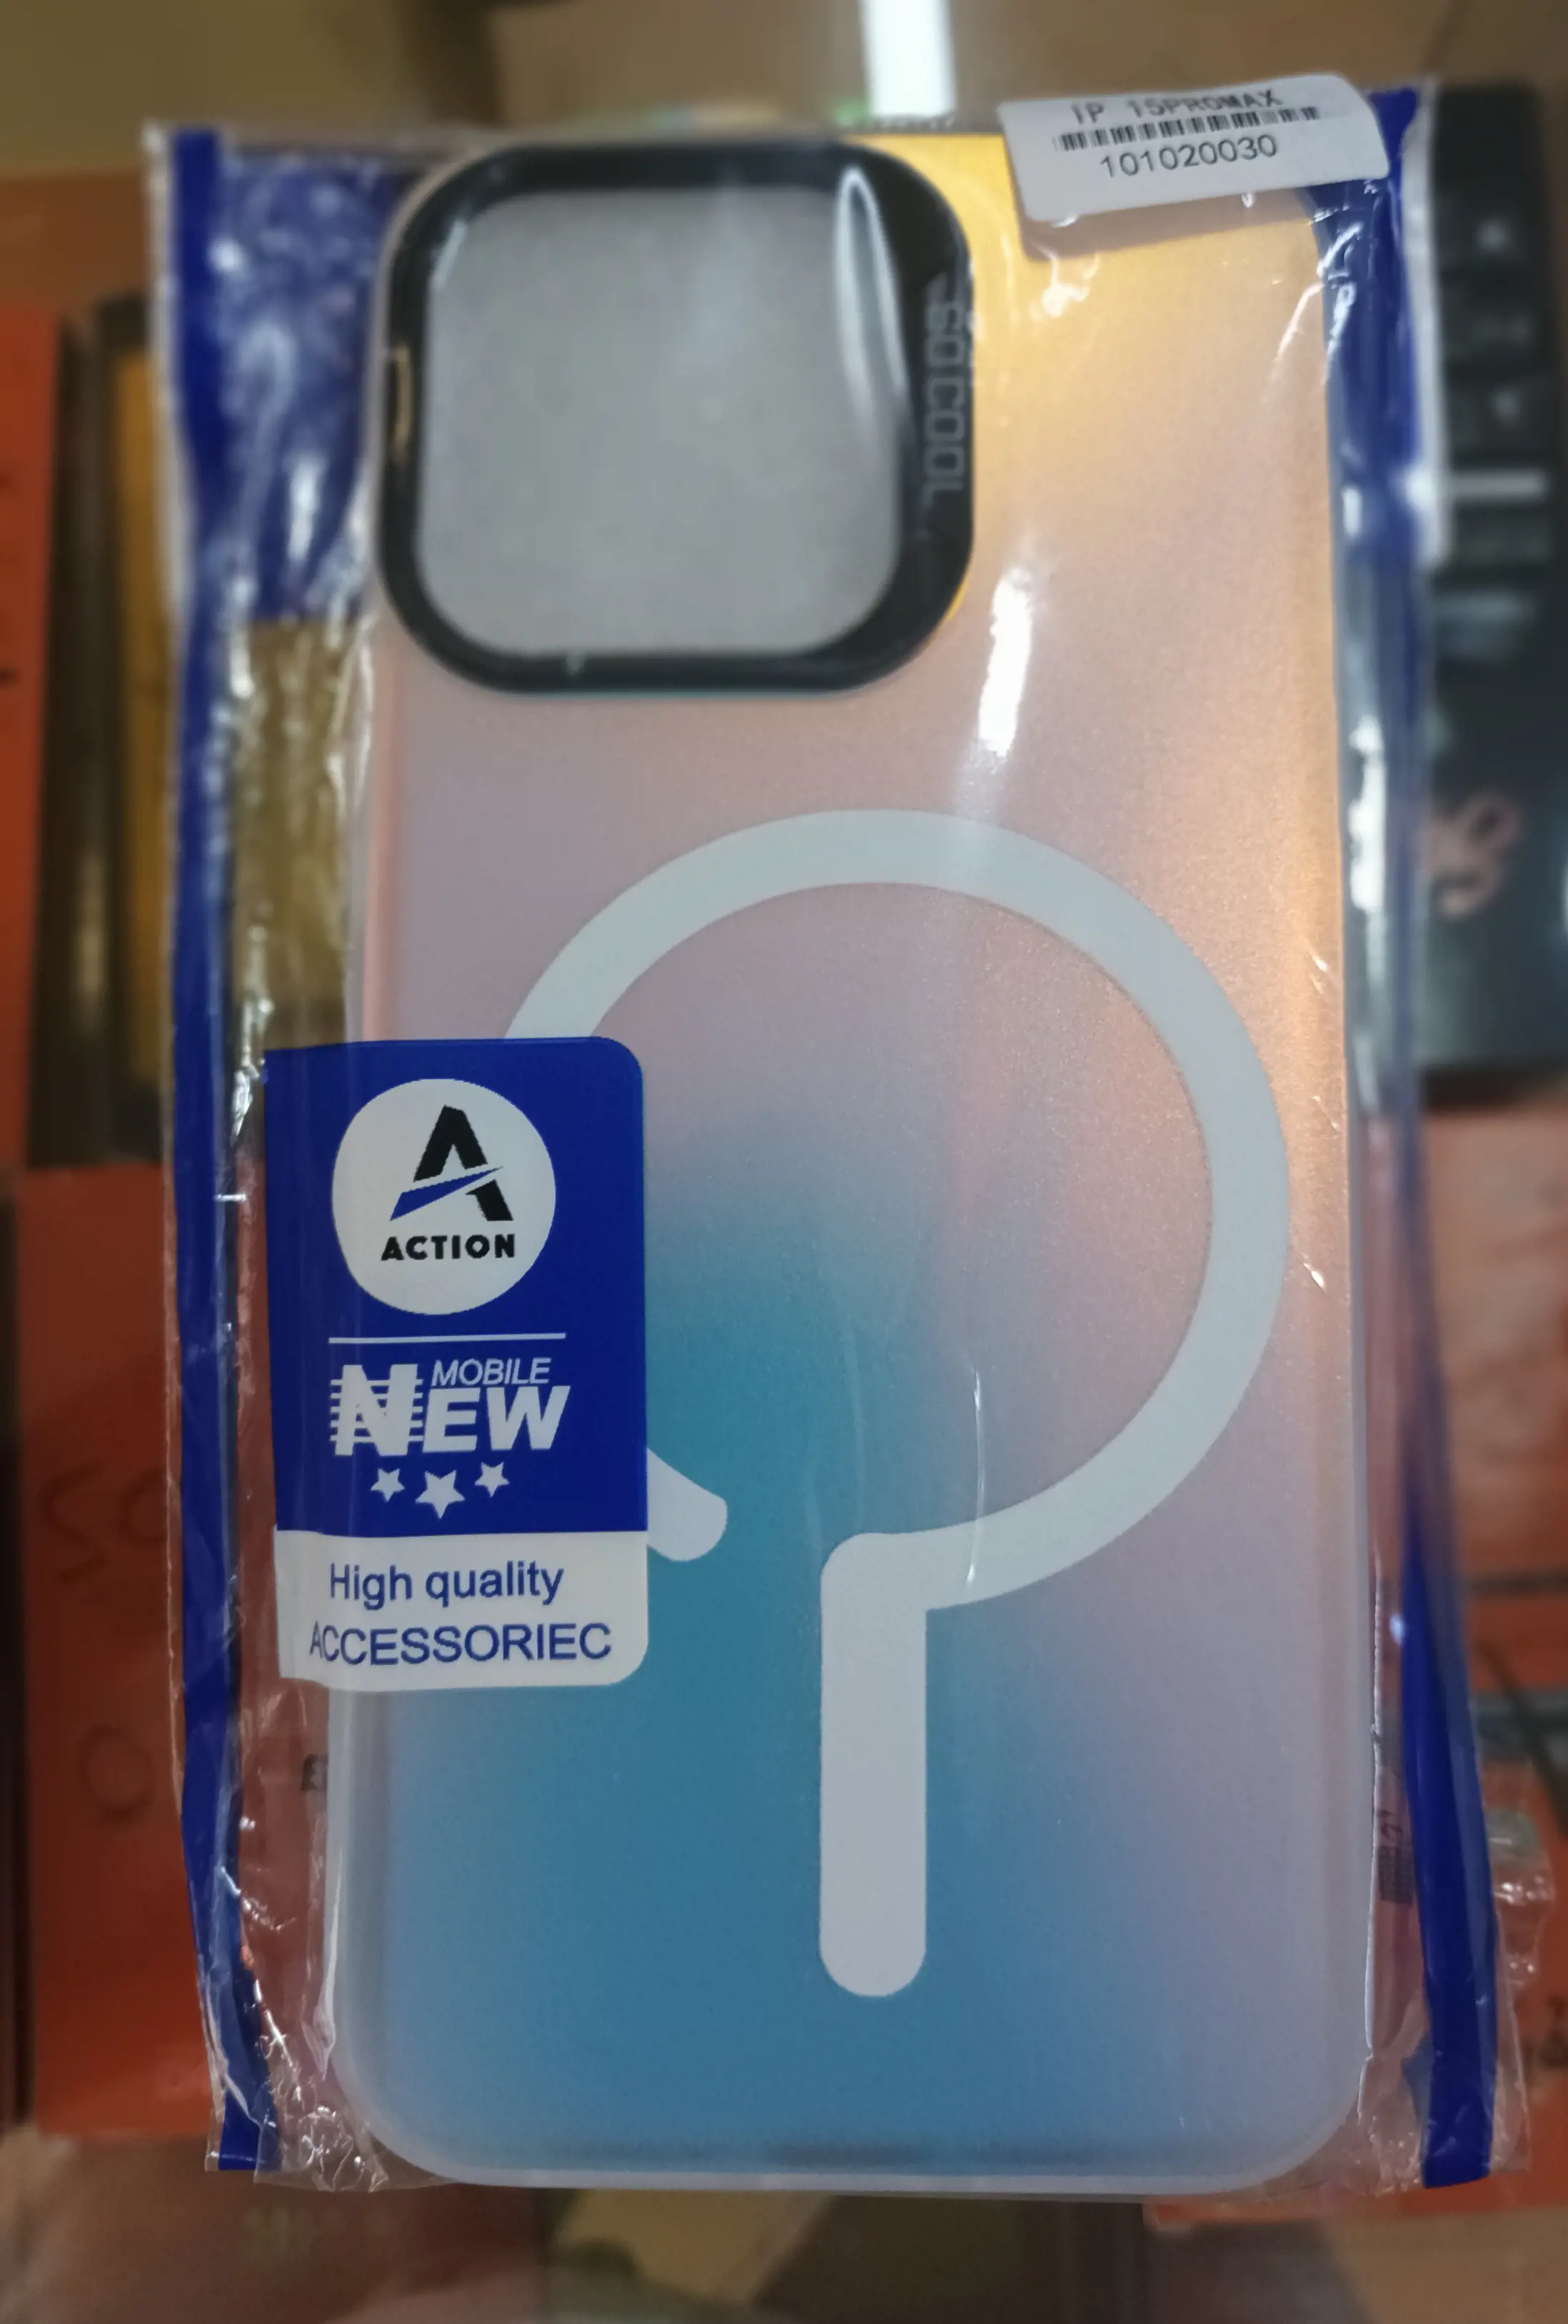 IP 15PROMAX
101020030
SOCOOL
ACTION
MOBILE
NEW
High quality
ACCESSORIEC